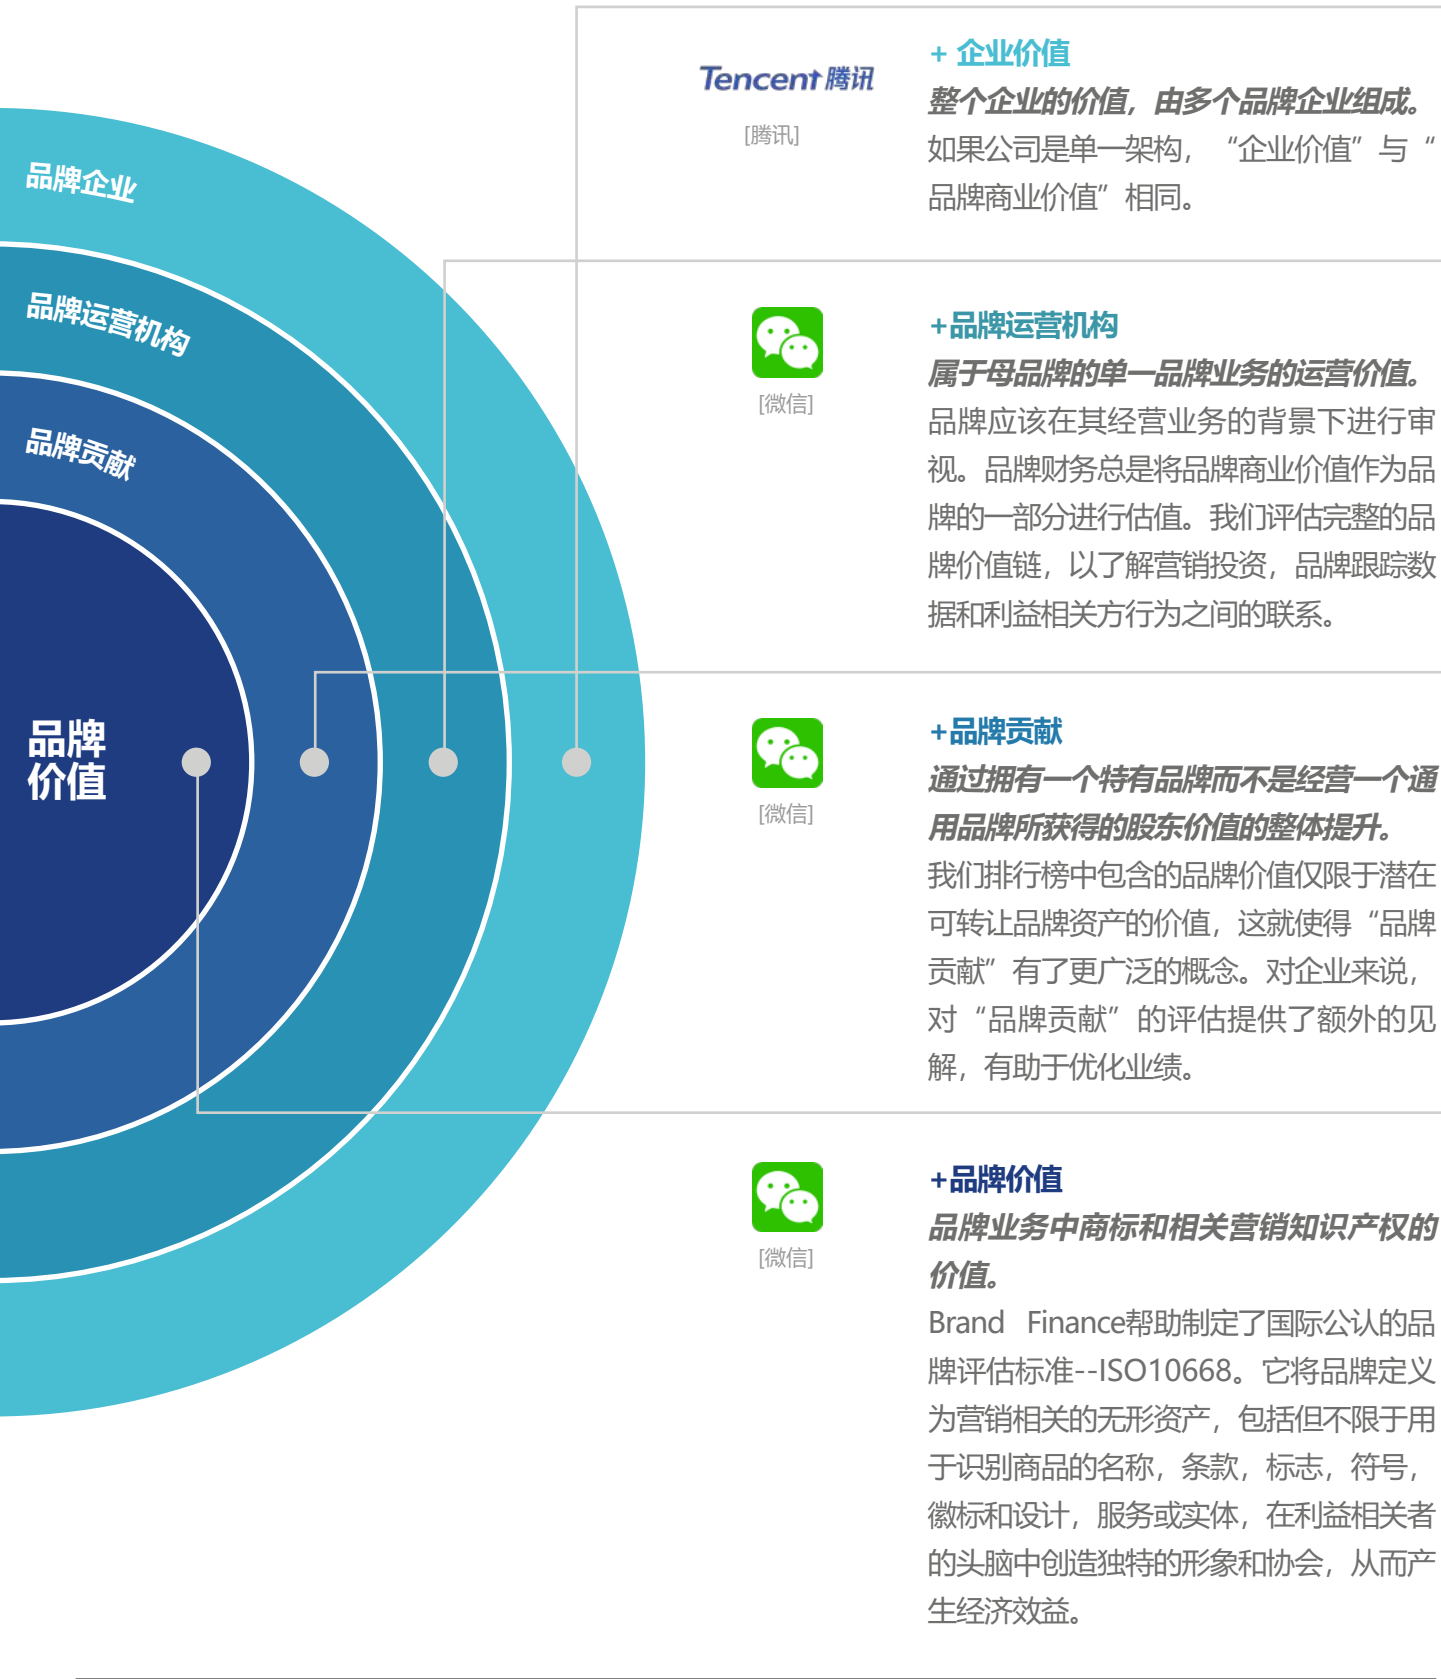 品牌企业
品牌运营机构
品牌贡献
品牌
价值
Tencent 腾讯
[腾讯]
+ 企业价值
整个企业的价值，由多个品牌企业组成。
如果公司是单一架构，“企业价值”与“
品牌商业价值”相同。
[微信]
+品牌运营机构
属于母品牌的单一品牌业务的运营价值。
品牌应该在其经营业务的背景下进行审
视。品牌财务总是将品牌商业价值作为品
牌的一部分进行估值。我们评估完整的品
牌价值链，以了解营销投资，品牌跟踪数
据和利益相关方行为之间的联系。
[微信]
+品牌贡献
通过拥有一个特有品牌而不是经营一个通
用品牌所获得的股东价值的整体提升。
我们排行榜中包含的品牌价值仅限于潜在
可转让品牌资产的价值，这就使得“品牌
贡献”有了更广泛的概念。对企业来说，
对“品牌贡献”的评估提供了额外的见
解，有助于优化业绩。
[微信]
+品牌价值
品牌业务中商标和相关营销知识产权的
价值。
Brand Finance帮助制定了国际公认的品
牌评估标准--ISO10668。它将品牌定义
为营销相关的无形资产，包括但不限于用
于识别商品的名称，条款，标志，符号，
徽标和设计，服务或实体，在利益相关者
的头脑中创造独特的形象和协会，从而产
生经济效益。